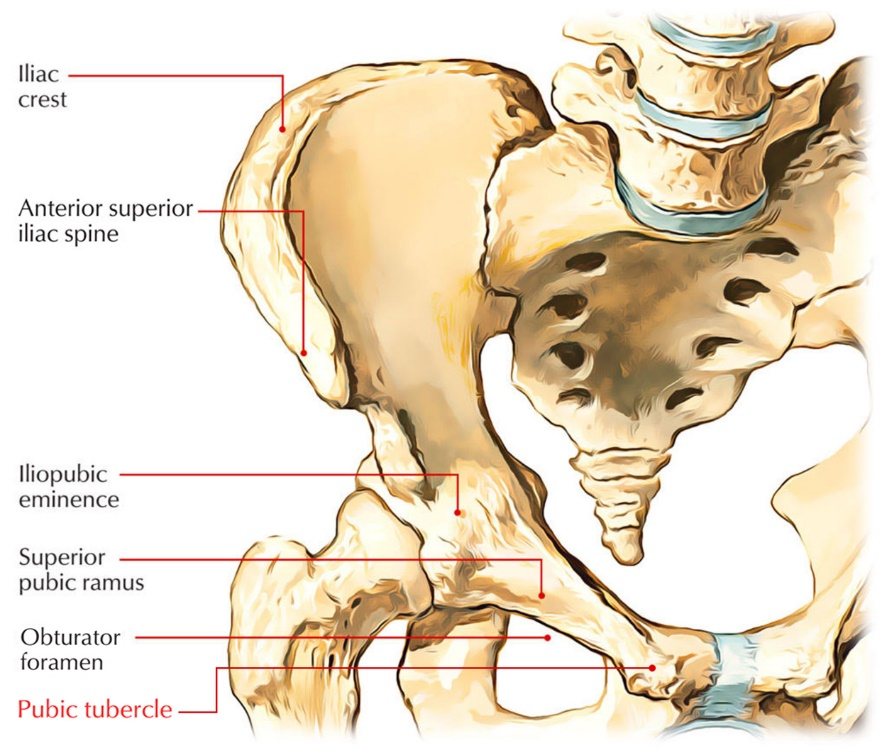 Iliac
crest
Anterior superior
iliac spine
Iliopubic
eminence
Superior
pubic ramus
Obturator
foramen
Pubic tubercle